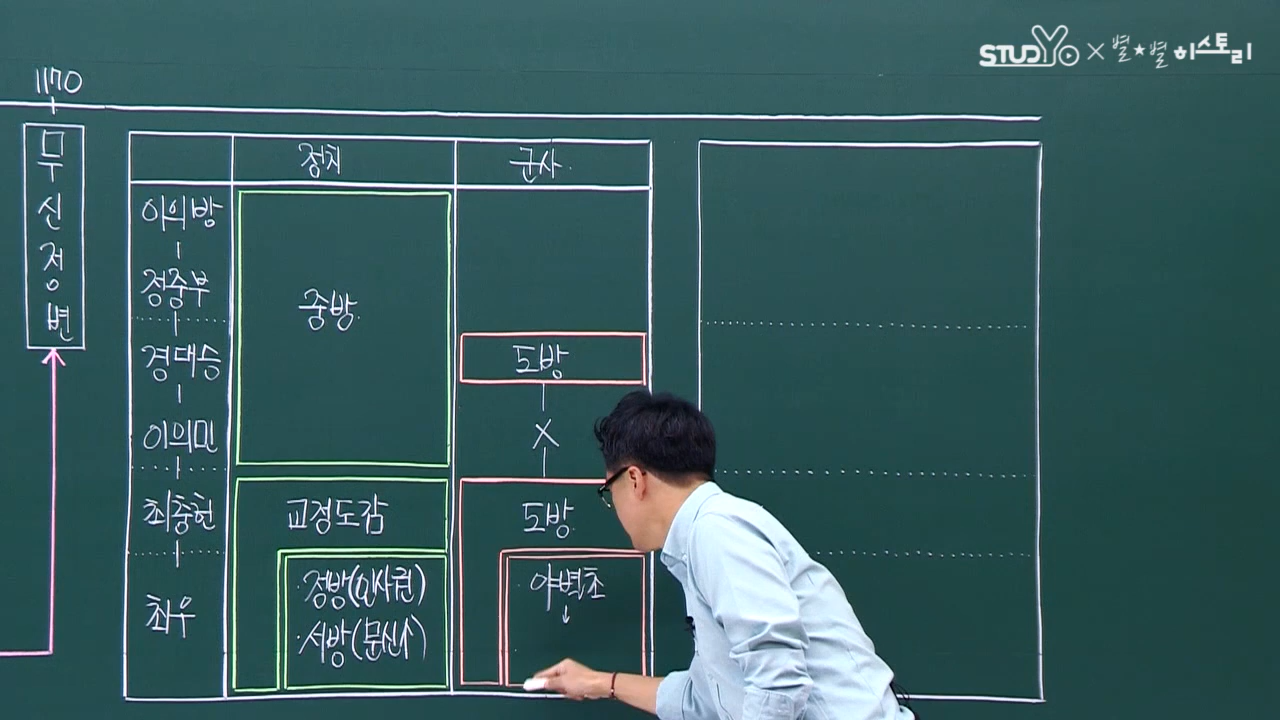 STUDYo × 별★별 히스토리
1170
무신정변
정치 군사
이의방
정중부
중방
경대승 도방
이의민 X
최충헌 교정도감 도방
최우
·정방(인사권)
·서방(문신人)
야별초